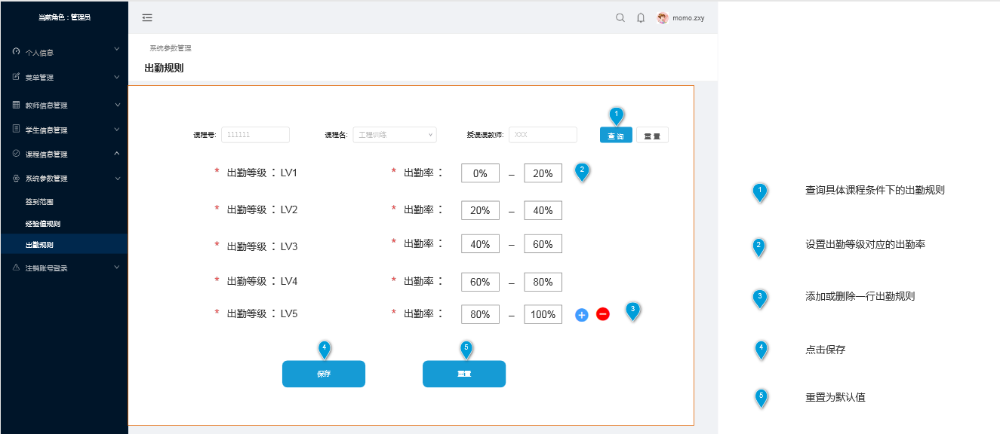 当前角色：管理员
momo.zxy
个人信息
菜单管理
教师信息管理
学生信息管理
课程信息管理
系统参数管理
签到范围
经验值规则
出勤规则
注销账号登录
系统参数管理
出勤规则
1
课程号: 111111 课程名: 工程训练 授课课教师: XXX 查询 重置
* 出勤等级：LV1 * 出勤率： 0% – 20% 2
* 出勤等级：LV2 * 出勤率： 20% – 40%
* 出勤等级：LV3 * 出勤率： 40% – 60%
* 出勤等级：LV4 * 出勤率： 60% – 80%
* 出勤等级：LV5 * 出勤率： 80% – 100% 3
4 5
保存 重置
1 查询具体课程条件下的出勤规则
2 设置出勤等级对应的出勤率
3 添加或删除一行出勤规则
4 点击保存
5 重置为默认值